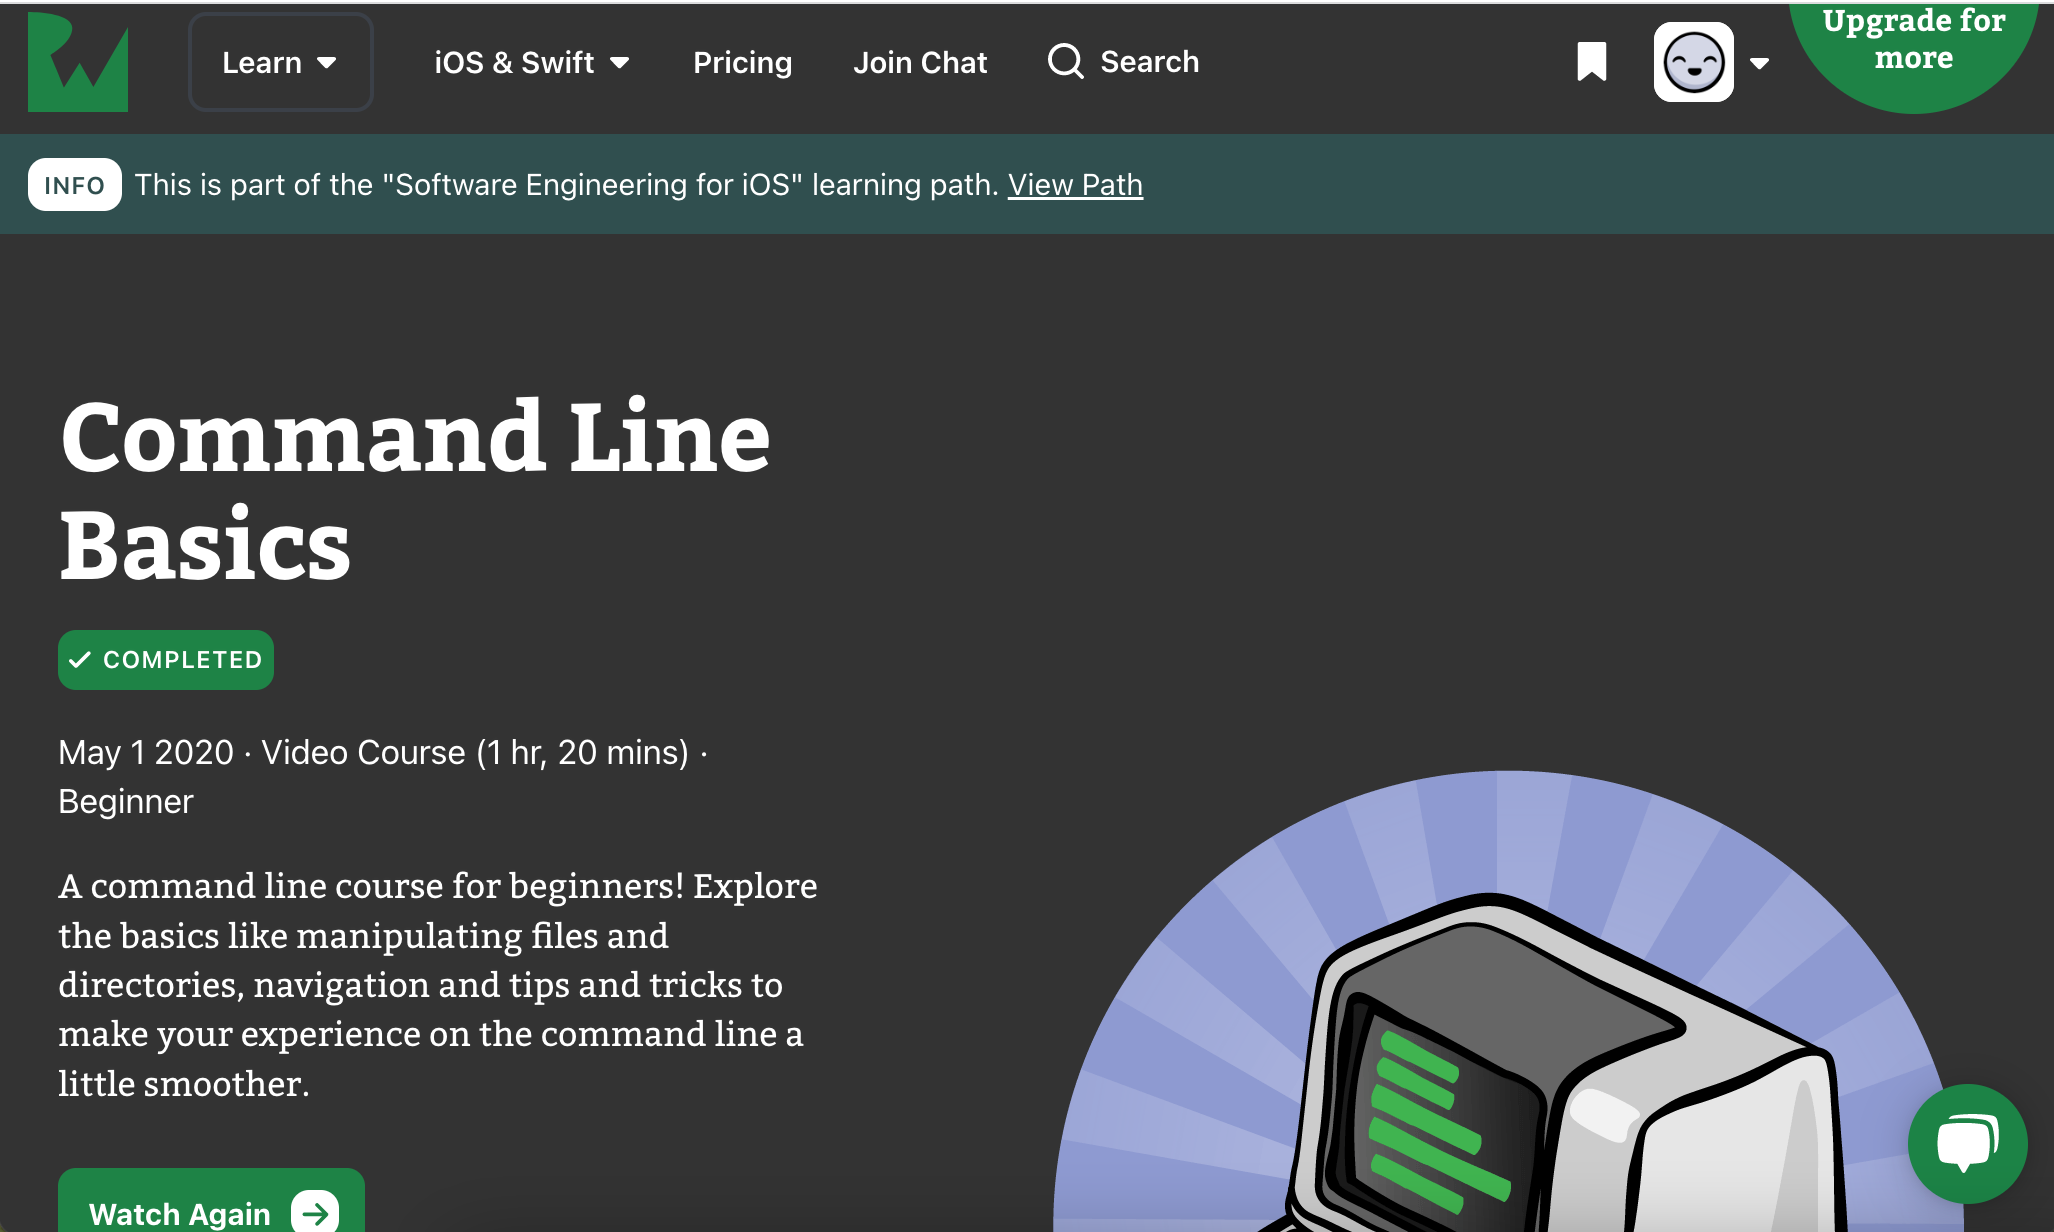 Learn
iOS & Swift
Pricing
Join Chat
Search
Upgrade for
more
INFO
This is part of the "Software Engineering for iOS" learning path. View Path
Command Line
Basics
COMPLETED
May 1 2020 · Video Course (1 hr, 20 mins) ·
Beginner
A command line course for beginners! Explore
the basics like manipulating files and
directories, navigation and tips and tricks to
make your experience on the command line a
little smoother.
Watch Again